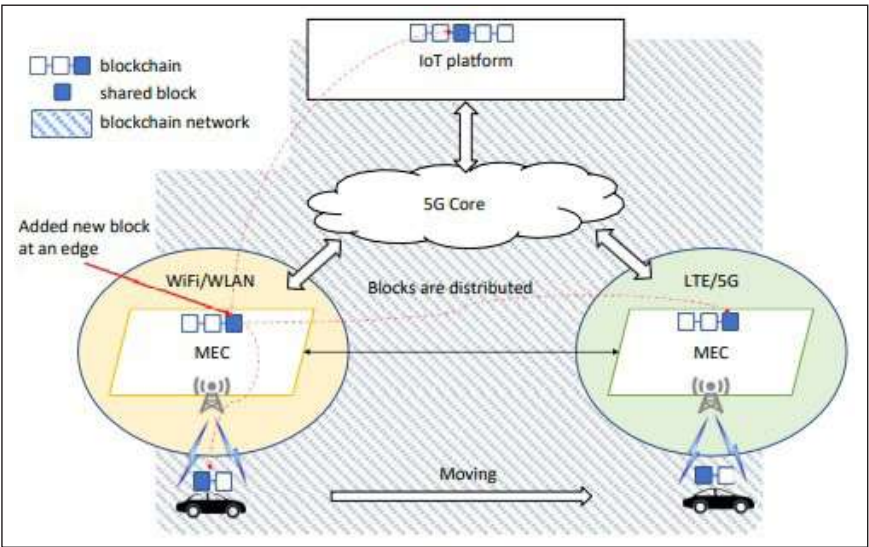 IoT platform
blockchain
shared block
blockchain network
5G Core
Added new block
at an edge
WiFi/WLAN
Blocks are distributed
LTE/5G
MEC
MEC
Moving